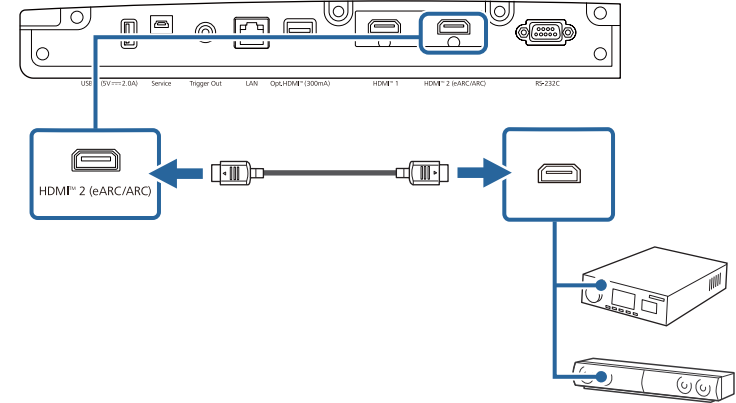 USB (5V⎓2.0A) Service Trigger Out LAN Opt.HDMI™ (300mA) HDMI™ 1 HDMI™ 2 (eARC/ARC) RS-232C
HDMI™ 2 (eARC/ARC)